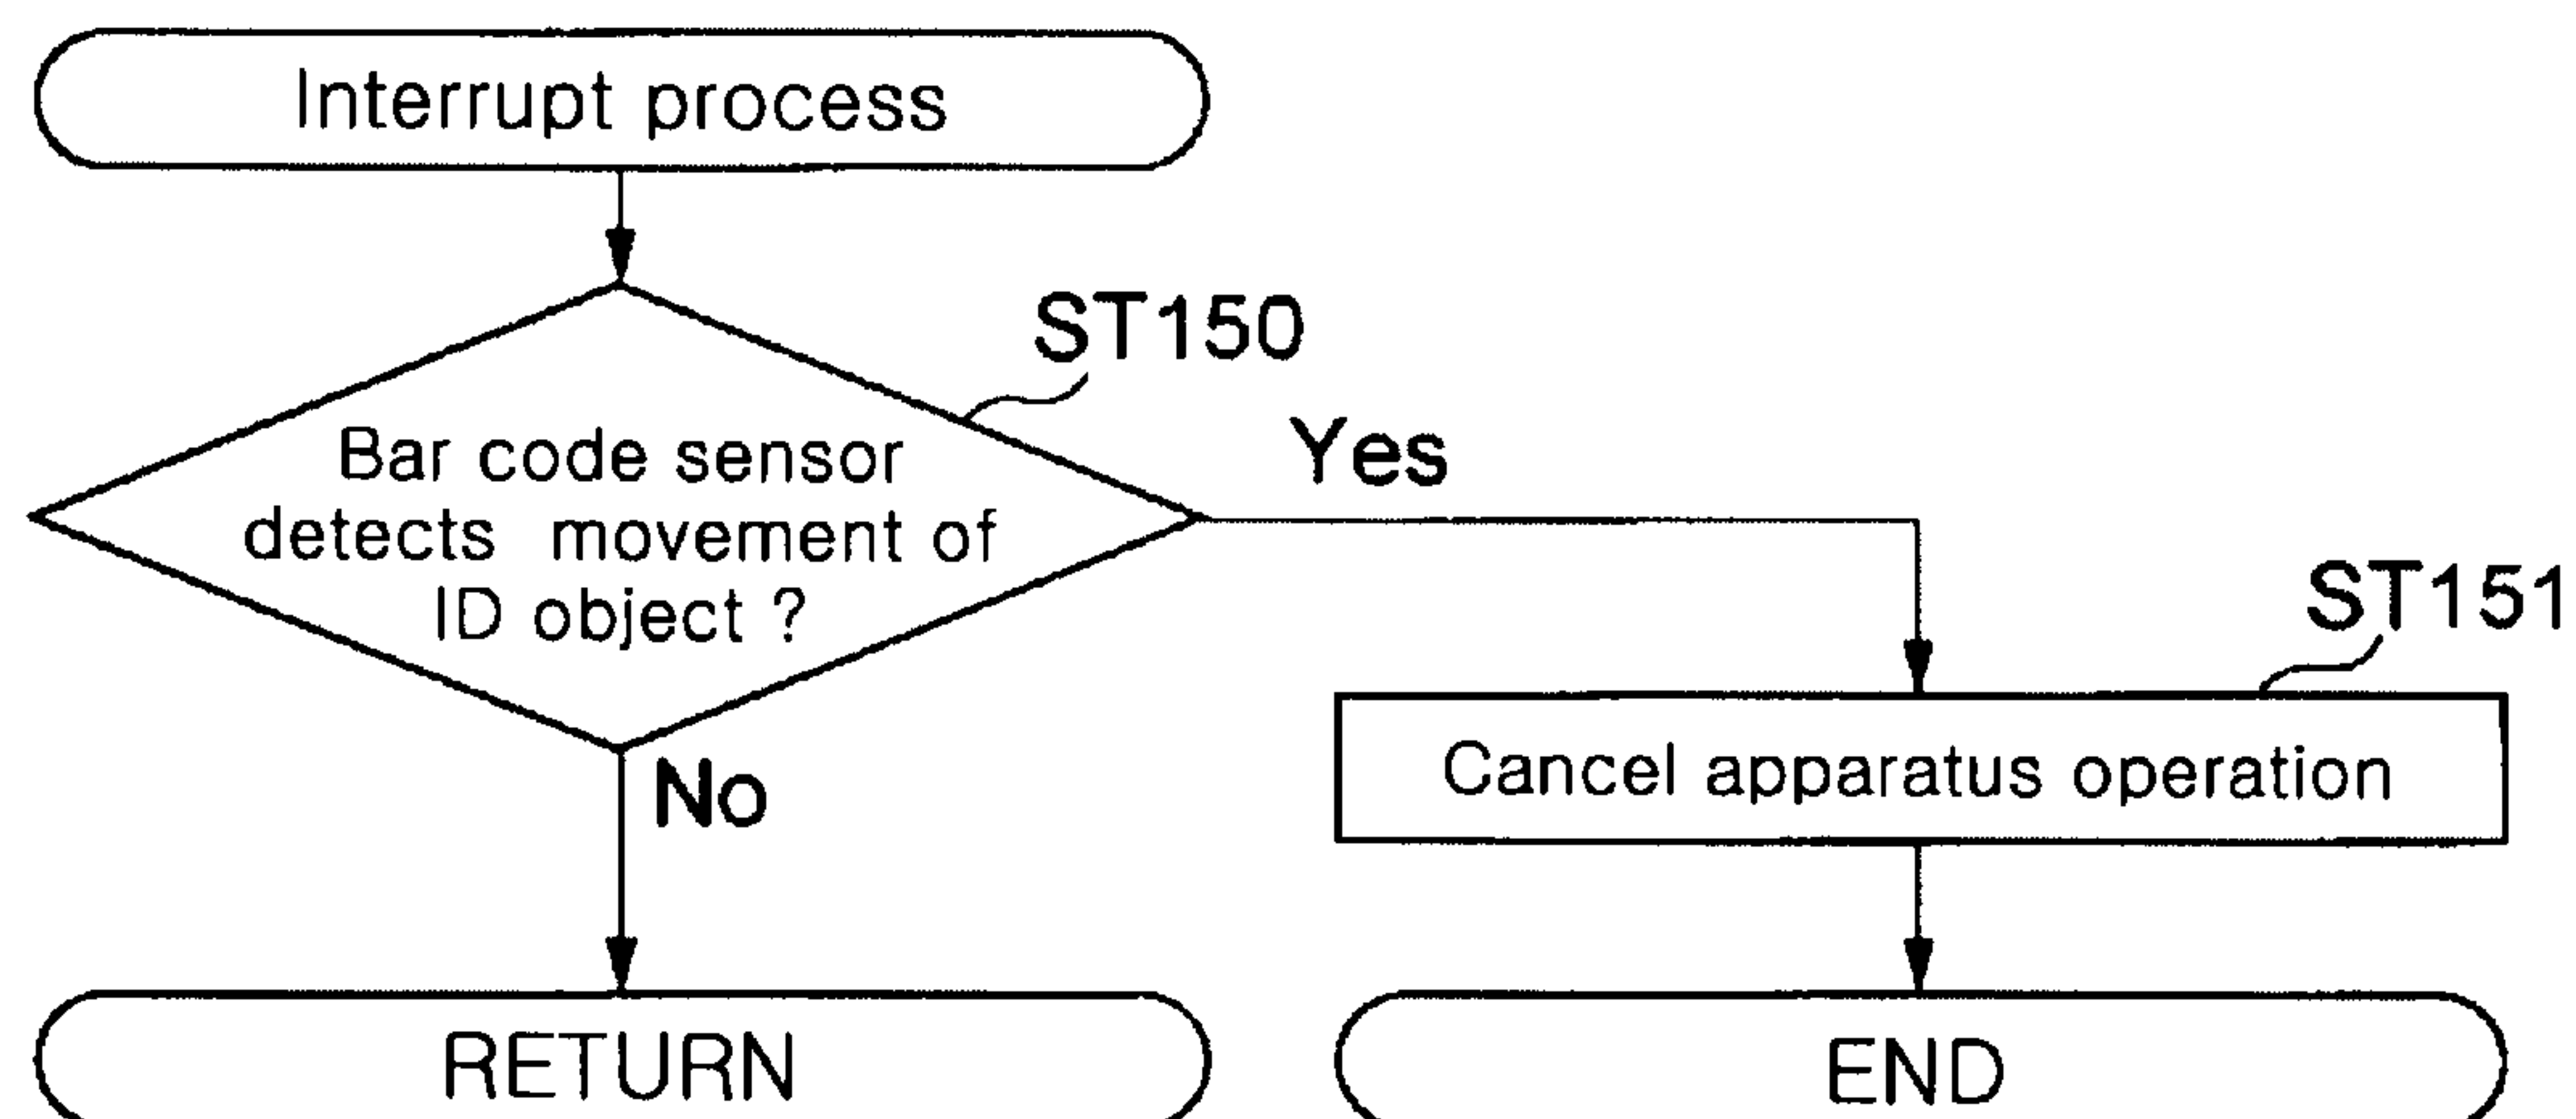 Interrupt process
ST150
Bar code sensor
detects movement of
ID object ?
Yes
ST151
Cancel apparatus operation
No
RETURN
END